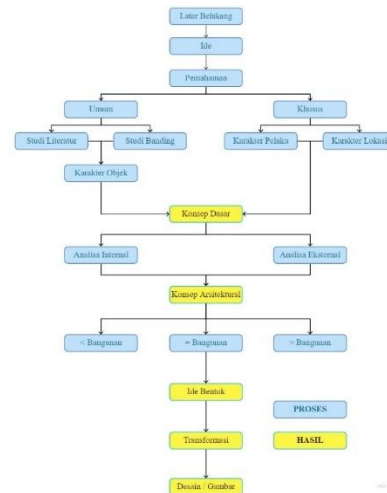 Latar Belakang
Ide
Pemahaman
Umum
Khusus
Studi Literatur
Studi Banding
Karakter Pelaku
Karakter Lokasi
Karakter Objek
Konsep Dasar
Analisa Internal
Analisa Eksternal
Konsep Arsitektural
< Bangunan
= Bangunan
> Bangunan
Ide Bentuk
PROSES
Transformasi
HASIL
Desain / Gambar